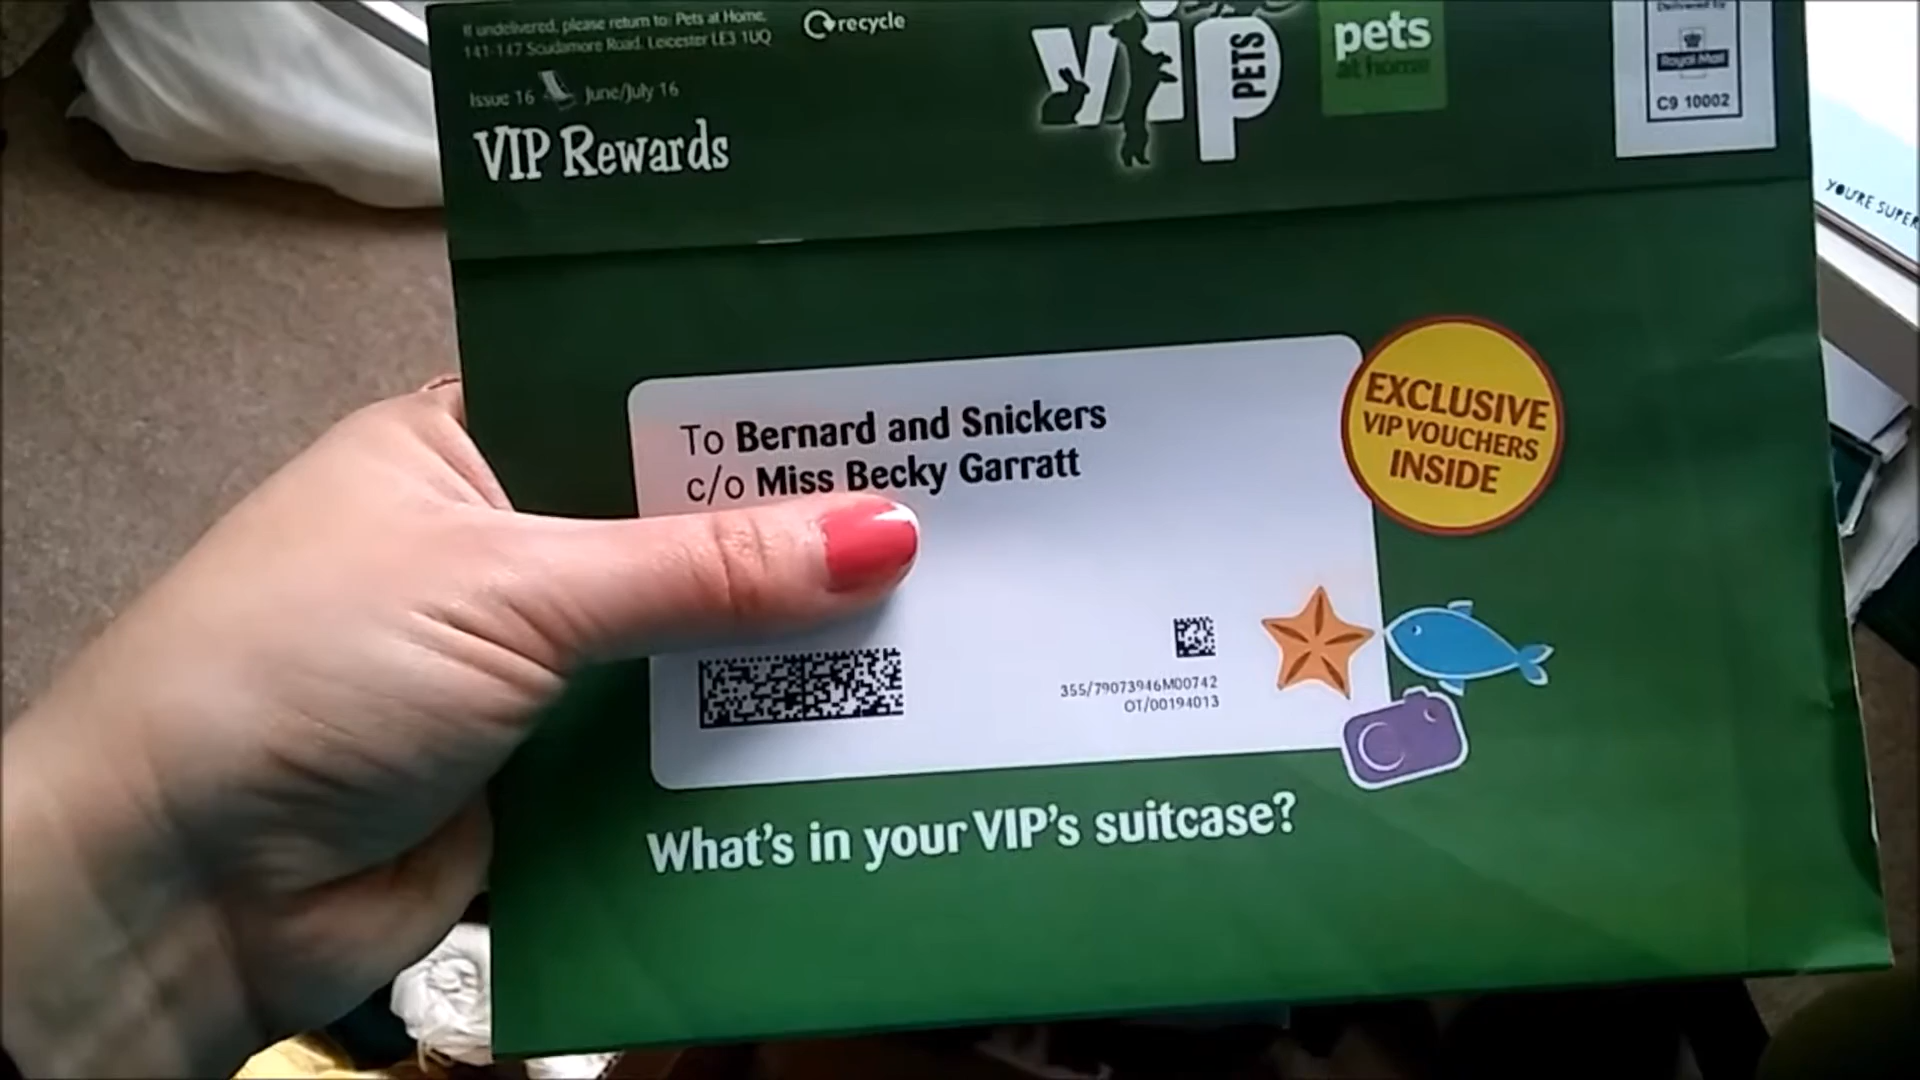 If undelivered, please return to: Pets at Home,
141-147 Scudamore Road, Leicester LE3 1UQ
recycle
Issue 16 June/July 16
VIP Rewards
vip
PETS
pets
at home
Delivered by
Royal Mail
C9 10002
YOU'RE SUPER
To Bernard and Snickers
c/o Miss Becky Garratt
EXCLUSIVE
VIP VOUCHERS
INSIDE
355/79073946M00742
OT/00194013
What's in your VIP's suitcase?